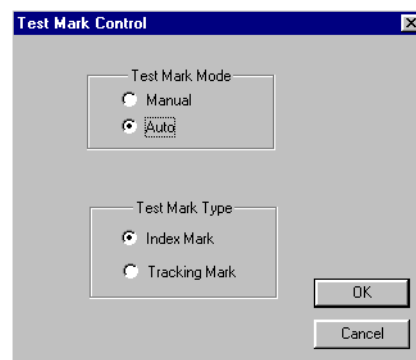 Test Mark Control
Test Mark Mode
Manual
Auto
Test Mark Type
Index Mark
Tracking Mark
OK
Cancel